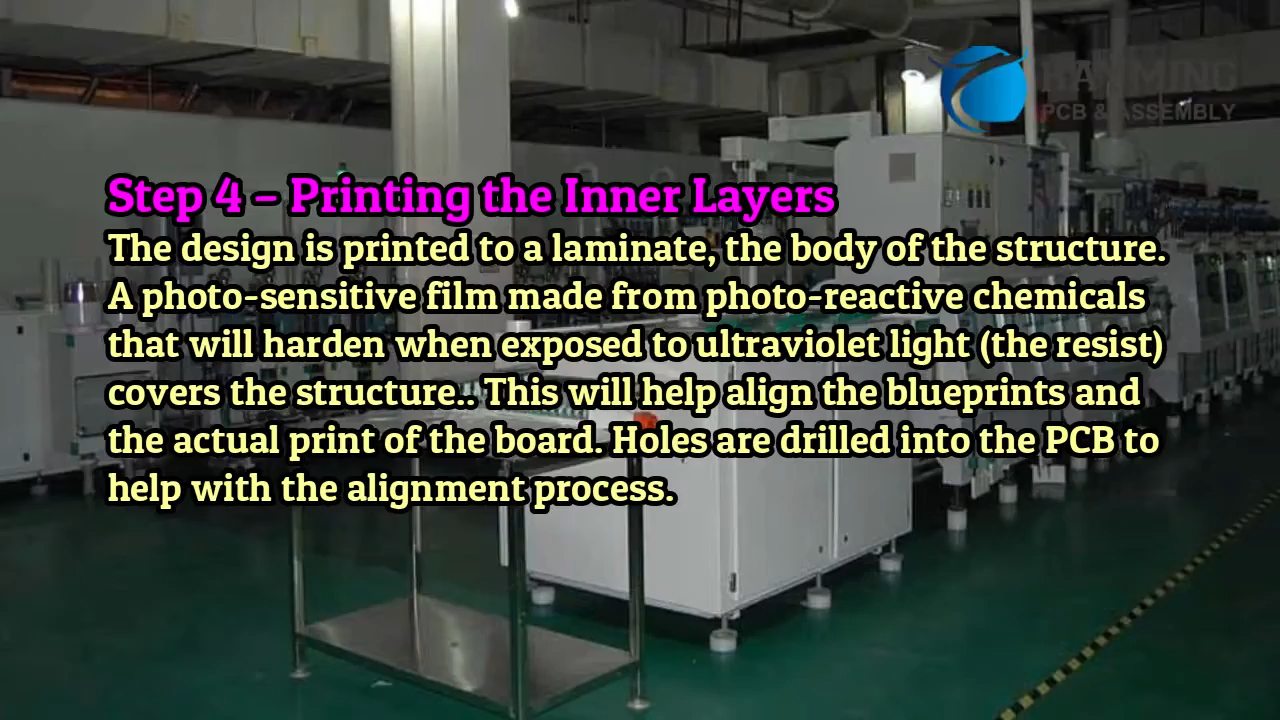 PCB & ASSEMBLY
Step 4 – Printing the Inner Layers
The design is printed to a laminate, the body of the structure.
A photo-sensitive film made from photo-reactive chemicals
that will harden when exposed to ultraviolet light (the resist)
covers the structure.. This will help align the blueprints and
the actual print of the board. Holes are drilled into the PCB to
help with the alignment process.